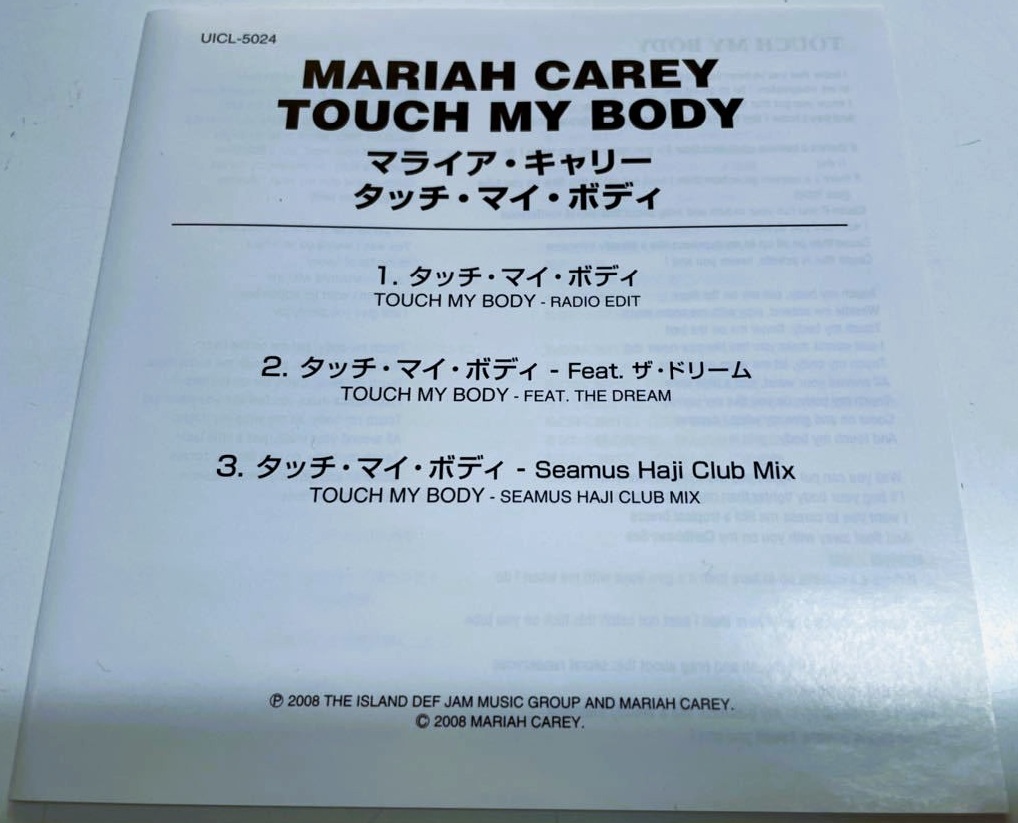 UICL-5024
MARIAH CAREY
TOUCH MY BODY
マライア・キャリー
タッチ・マイ・ボディ
1. タッチ・マイ・ボディ
TOUCH MY BODY - RADIO EDIT
2. タッチ・マイ・ボディ - Feat. ザ・ドリーム
TOUCH MY BODY - FEAT. THE DREAM
3. タッチ・マイ・ボディ - Seamus Haji Club Mix
TOUCH MY BODY - SEAMUS HAJI CLUB MIX
℗ 2008 THE ISLAND DEF JAM MUSIC GROUP AND MARIAH CAREY.
© 2008 MARIAH CAREY.